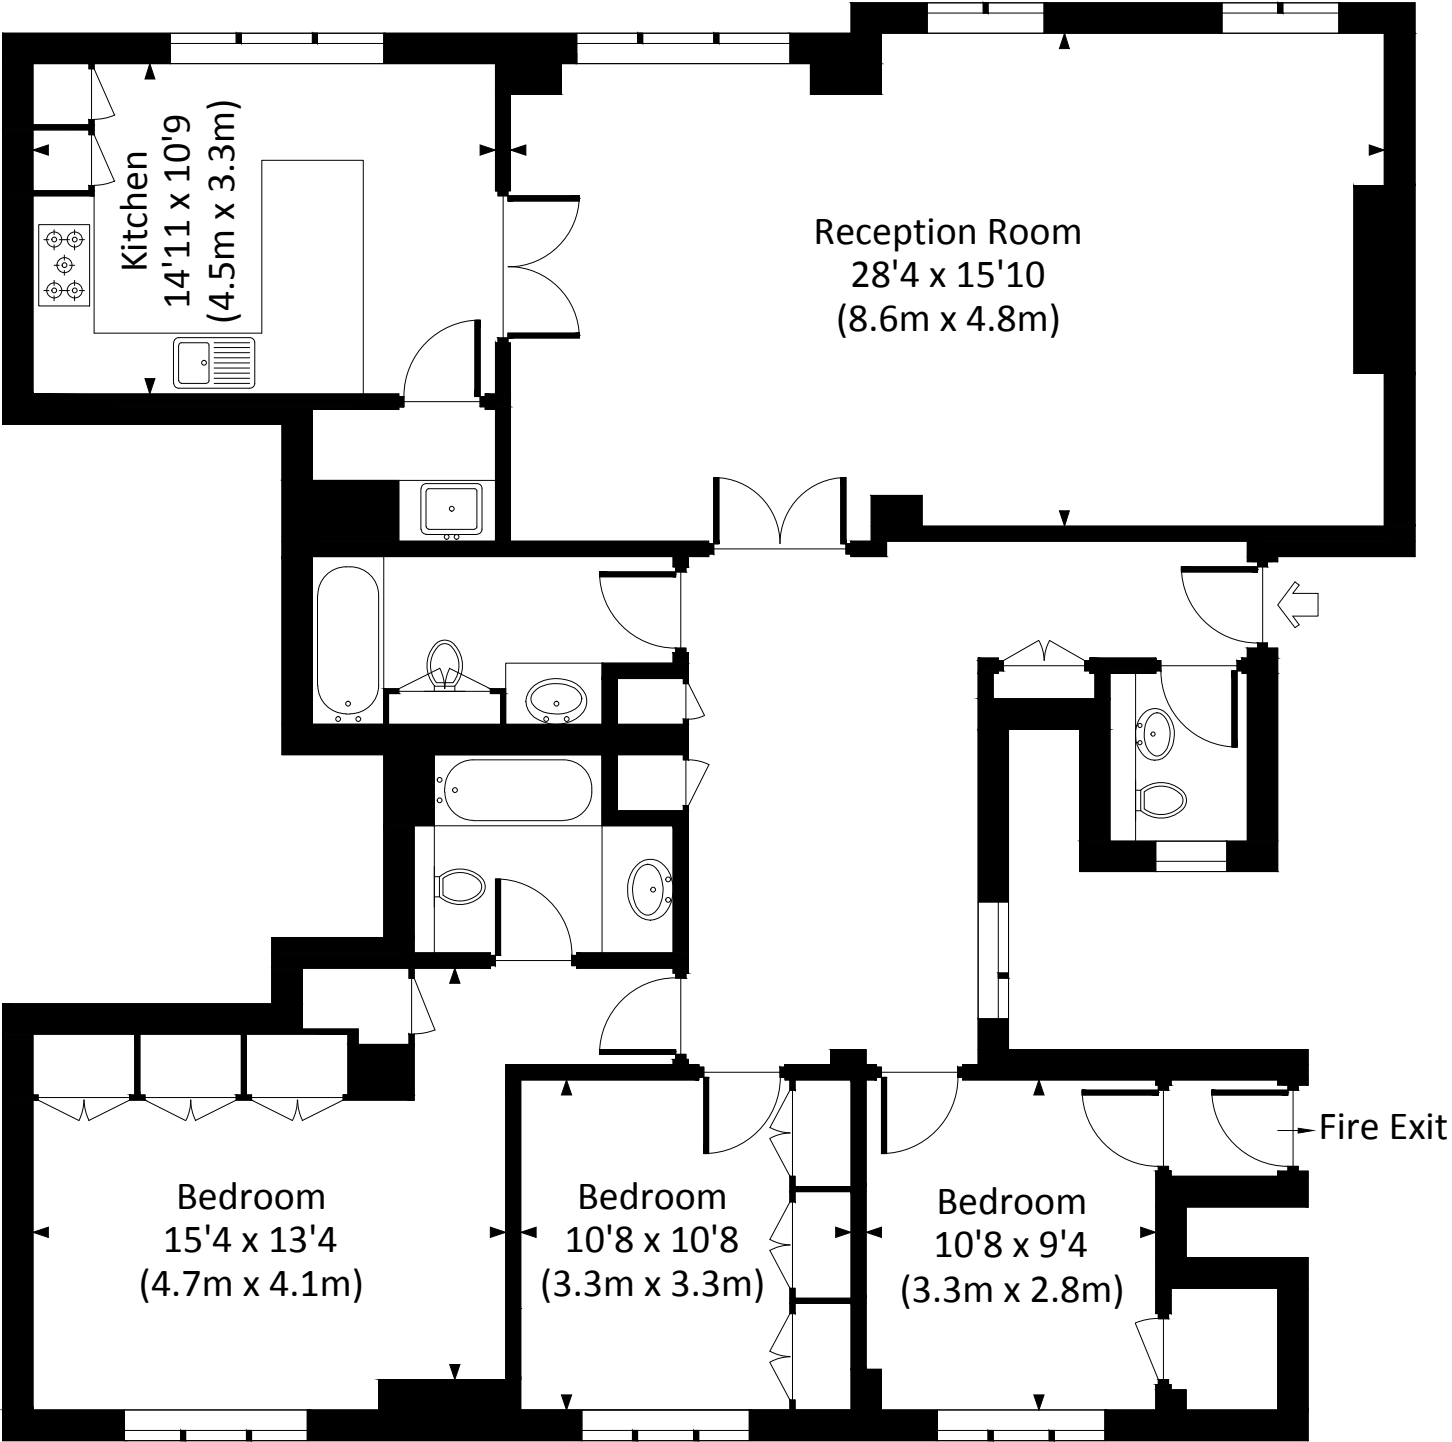 Kitchen
14'11 x 10'9
(4.5m x 3.3m)
Reception Room
28'4 x 15'10
(8.6m x 4.8m)
Fire Exit
Bedroom
15'4 x 13'4
(4.7m x 4.1m)
Bedroom
10'8 x 10'8
(3.3m x 3.3m)
Bedroom
10'8 x 9'4
(3.3m x 2.8m)